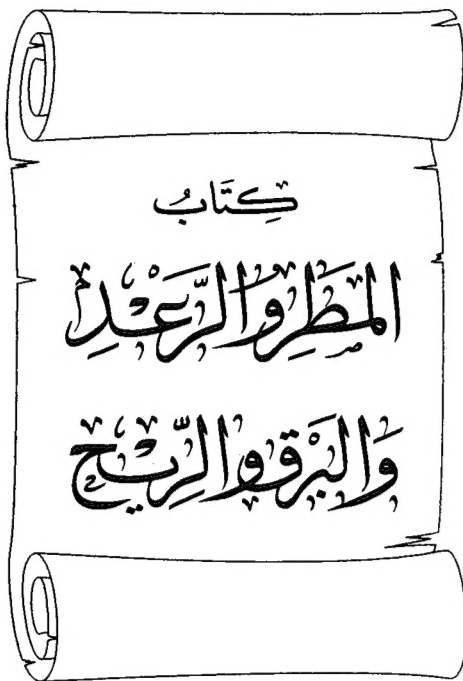 كِتَابُ
المَطَرِ وَالرَّعْدِ
وَالبَرْقِ وَالرِّيحِ